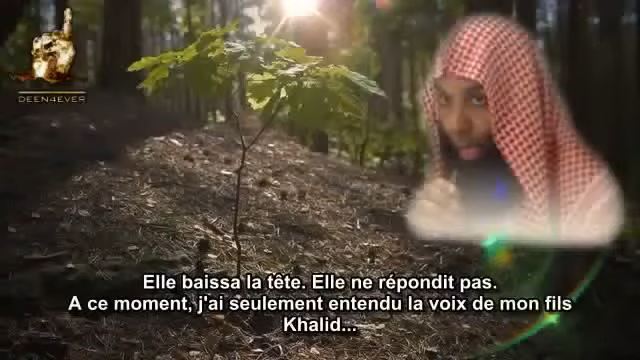 DEEN4EVER
Elle baissa la tête. Elle ne répondit pas.
A ce moment, j'ai seulement entendu la voix de mon fils
Khalid...